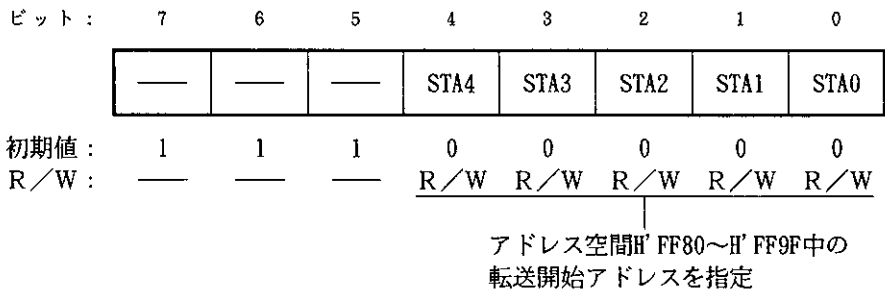 ビット： 7 6 5 4 3 2 1 0
—— —— —— STA4 STA3 STA2 STA1 STA0
初期値： 1 1 1 0 0 0 0 0
R／W： —— —— —— R／W R／W R／W R／W R／W
アドレス空間H'FF80～H'FF9F中の
転送開始アドレスを指定